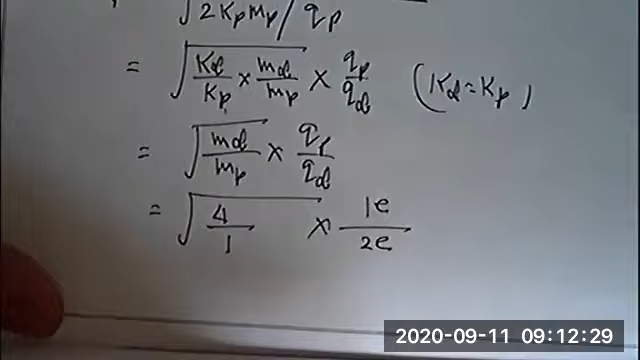 √2Kpmp / qp
= √(Kα/Kp × mα/mp) × qp/qα (Kα = Kp)
= √(mα/mp) × qp/qα
= √(4/1) × 1e/2e
2020-09-11 09:12:29